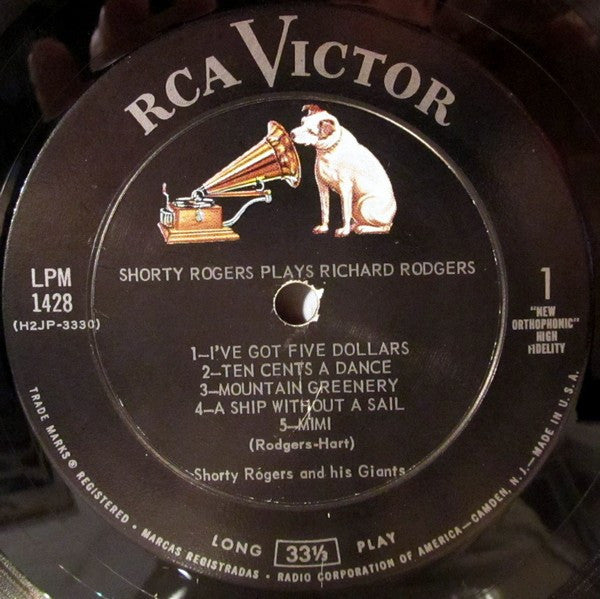 RCA VICTOR
SHORTY ROGERS PLAYS RICHARD RODGERS
LPM
1428
(H2JP-3330)
1
"NEW
ORTHOPHONIC"
HIGH
FIDELITY
1—I'VE GOT FIVE DOLLARS
2—TEN CENTS A DANCE
3—MOUNTAIN GREENERY
4—A SHIP WITHOUT A SAIL
5—MIMI
(Rodgers-Hart)
Shorty Rogers and his Giants
LONG 33⅓ PLAY
TRADE MARKS ® REGISTERED • MARCAS REGISTRADAS • RADIO CORPORATION OF AMERICA—CAMDEN, N. J.—MADE IN U.S.A.